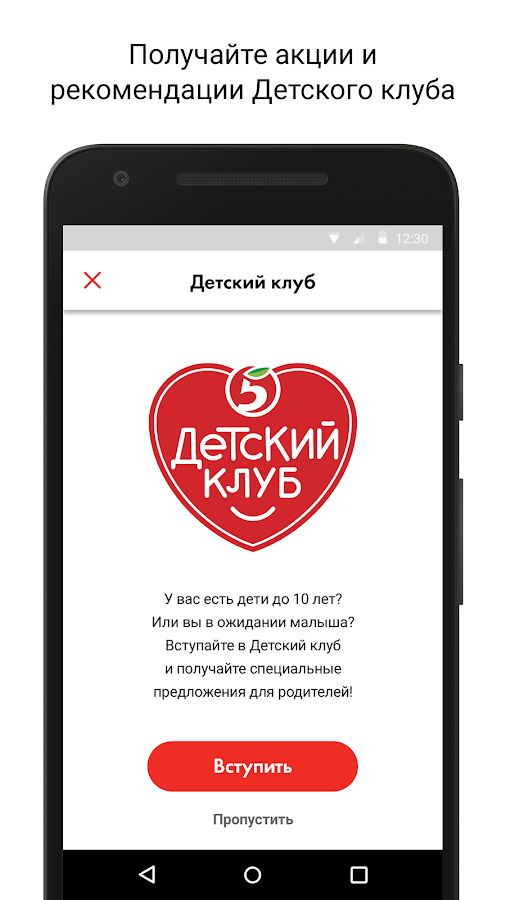 Получайте акции и
рекомендации Детского клуба
12:30
Детский клуб
5
ДЕТСКИЙ
КЛУБ
У вас есть дети до 10 лет?
Или вы в ожидании малыша?
Вступайте в Детский клуб
и получайте специальные
предложения для родителей!
Вступить
Пропустить